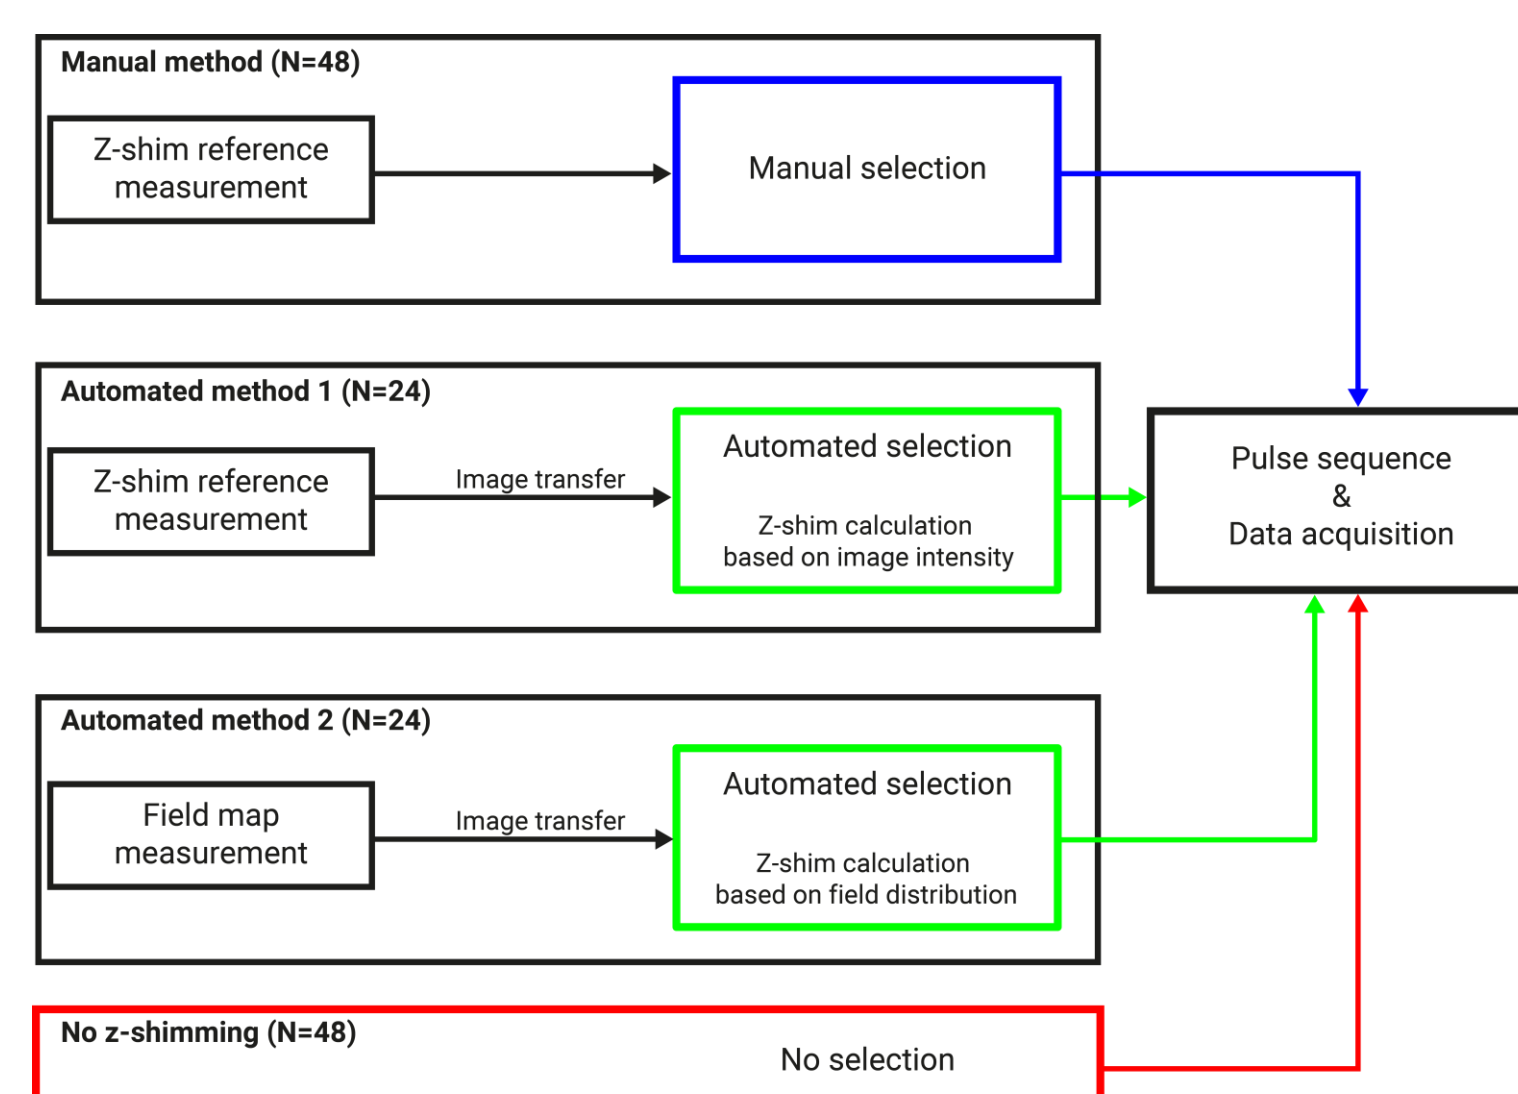 Manual method (N=48)
Z-shim reference
measurement
Manual selection
Automated method 1 (N=24)
Z-shim reference
measurement
Image transfer
Automated selection
Z-shim calculation
based on image intensity
Pulse sequence
&
Data acquisition
Automated method 2 (N=24)
Field map
measurement
Image transfer
Automated selection
Z-shim calculation
based on field distribution
No z-shimming (N=48)
No selection